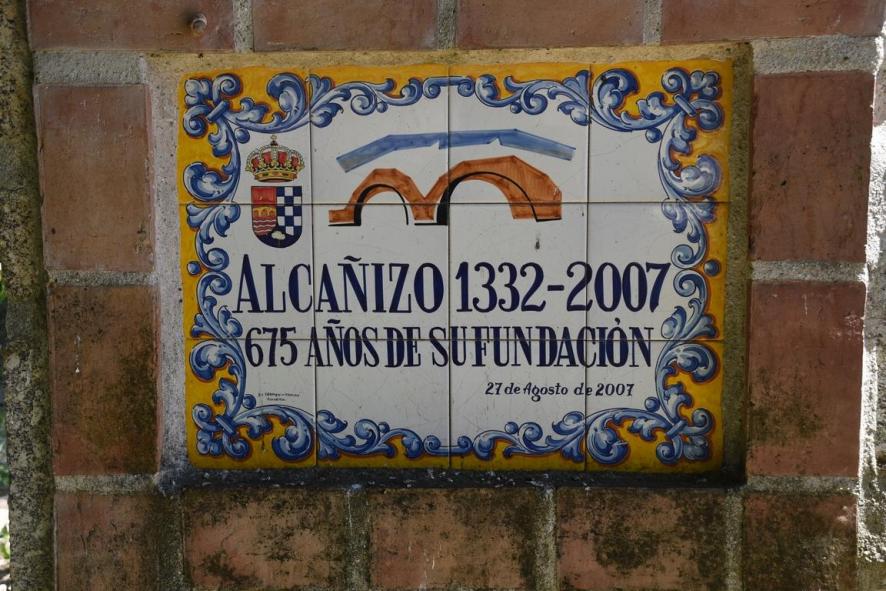 ALCAÑIZO 1332-2007
675 AÑOS DE SU FUNDACIÓN
27 de Agosto de 2007